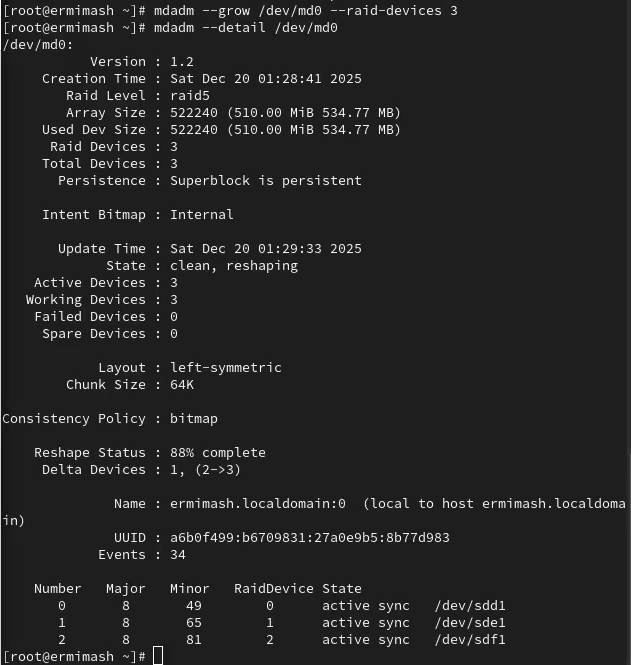 [root@ermimash ~]# mdadm --grow /dev/md0 --raid-devices 3
[root@ermimash ~]# mdadm --detail /dev/md0
/dev/md0:
           Version : 1.2
     Creation Time : Sat Dec 20 01:28:41 2025
        Raid Level : raid5
        Array Size : 522240 (510.00 MiB 534.77 MB)
     Used Dev Size : 522240 (510.00 MiB 534.77 MB)
      Raid Devices : 3
     Total Devices : 3
       Persistence : Superblock is persistent

     Intent Bitmap : Internal

       Update Time : Sat Dec 20 01:29:33 2025
             State : clean, reshaping
    Active Devices : 3
   Working Devices : 3
    Failed Devices : 0
     Spare Devices : 0

            Layout : left-symmetric
        Chunk Size : 64K

Consistency Policy : bitmap

    Reshape Status : 88% complete
     Delta Devices : 1, (2->3)

              Name : ermimash.localdomain:0  (local to host ermimash.localdoma
in)
              UUID : a6b0f499:b6709831:27a0e9b5:8b77d983
            Events : 34

    Number   Major   Minor   RaidDevice State
       0       8       49        0      active sync   /dev/sdd1
       1       8       65        1      active sync   /dev/sde1
       2       8       81        2      active sync   /dev/sdf1
[root@ermimash ~]#